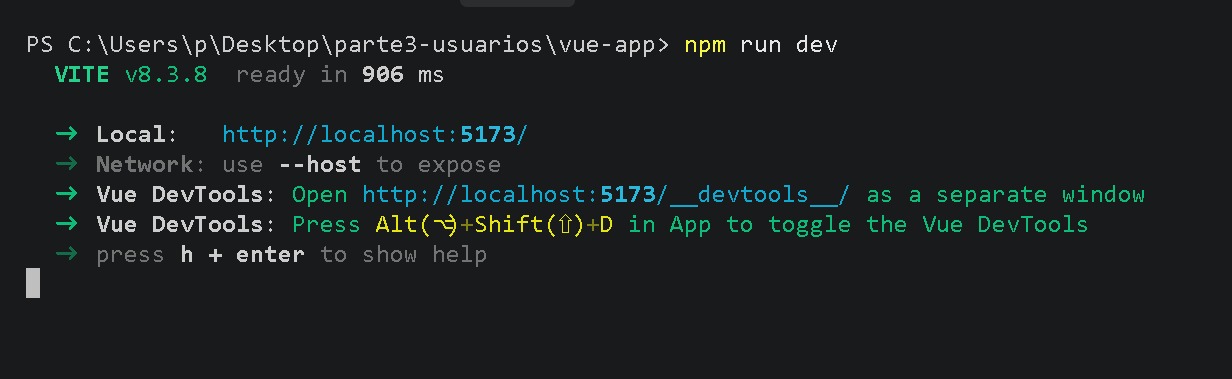 PS C:\Users\p\Desktop\parte3-usuarios\vue-app> npm run dev
VITE v8.3.8 ready in 906 ms
➜ Local: http://localhost:5173/
➜ Network: use --host to expose
➜ Vue DevTools: Open http://localhost:5173/__devtools__/ as a separate window
➜ Vue DevTools: Press Alt(⌥)+Shift(⇧)+D in App to toggle the Vue DevTools
➜ press h + enter to show help